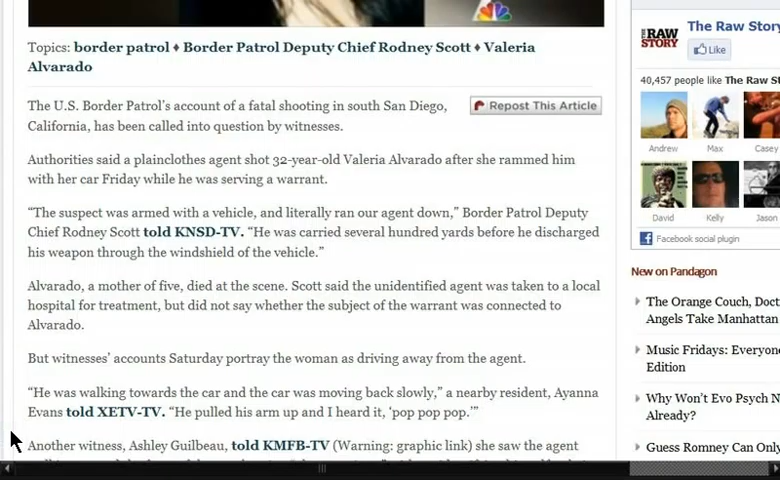 Topics: border patrol ♦ Border Patrol Deputy Chief Rodney Scott ♦ Valeria
Alvarado
The U.S. Border Patrol's account of a fatal shooting in south San Diego,
California, has been called into question by witnesses.
Repost This Article
Authorities said a plainclothes agent shot 32-year-old Valeria Alvarado after she rammed him
with her car Friday while he was serving a warrant.
“The suspect was armed with a vehicle, and literally ran our agent down,” Border Patrol Deputy
Chief Rodney Scott told KNSD-TV. “He was carried several hundred yards before he discharged
his weapon through the windshield of the vehicle.”
Alvarado, a mother of five, died at the scene. Scott said the unidentified agent was taken to a local
hospital for treatment, but did not say whether the subject of the warrant was connected to
Alvarado.
But witnesses’ accounts Saturday portray the woman as driving away from the agent.
“He was walking towards the car and the car was moving back slowly,” a nearby resident, Ayanna
Evans told XETV-TV. “He pulled his arm up and I heard it, ‘pop pop pop.’”
Another witness, Ashley Guilbeau, told KMFB-TV (Warning: graphic link) she saw the agent
RAW
STORY
The Raw Story
Like
40,457 people like The Raw St
Andrew Max Casey
David Kelly Jason
Facebook social plugin
New on Pandagon
The Orange Couch, Doct
Angels Take Manhattan
Music Fridays: Everyone
Edition
Why Won't Evo Psych N
Already?
Guess Romney Can Only